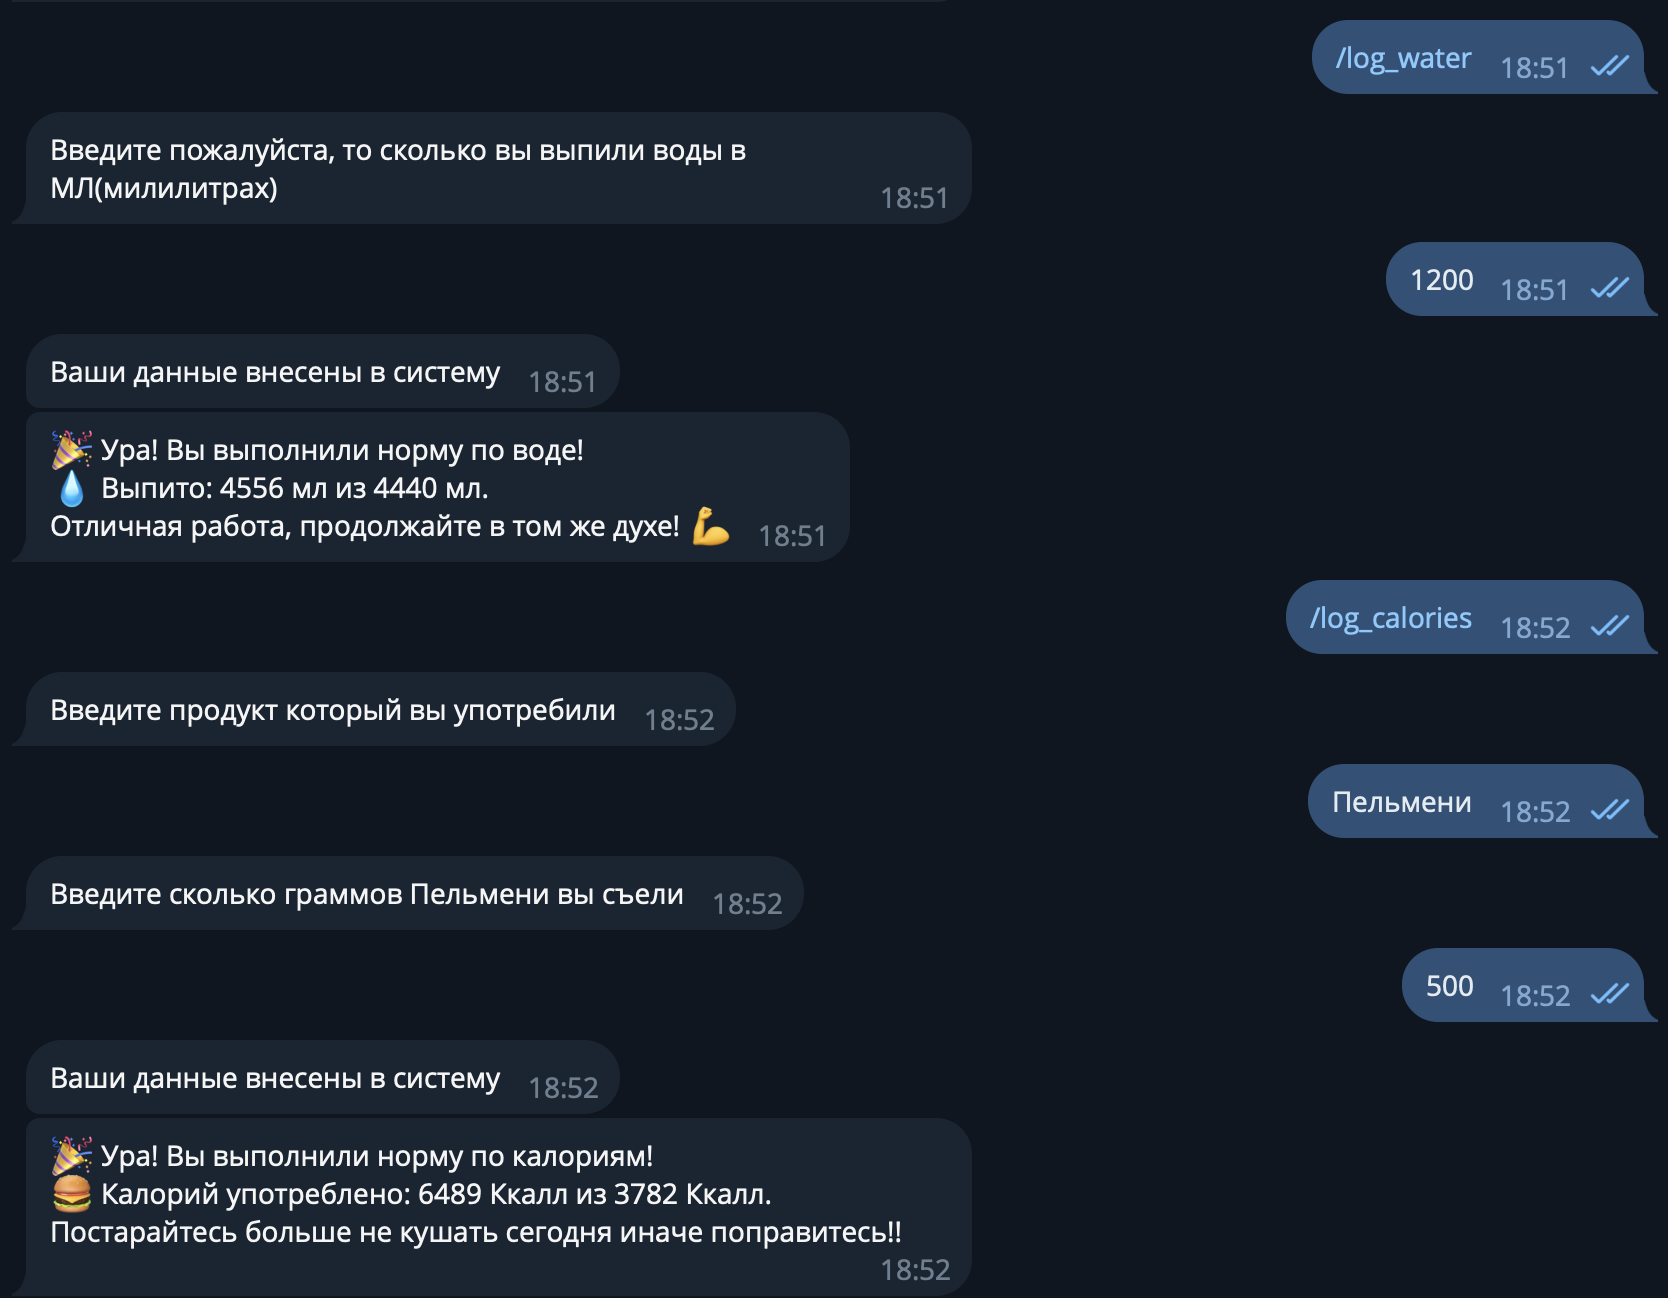 /log_water 18:51
Введите пожалуйста, то сколько вы выпили воды в
МЛ(милилитрах) 18:51
1200 18:51
Ваши данные внесены в систему 18:51
🎉 Ура! Вы выполнили норму по воде!
💧 Выпито: 4556 мл из 4440 мл.
Отличная работа, продолжайте в том же духе! 💪 18:51
/log_calories 18:52
Введите продукт который вы употребили 18:52
Пельмени 18:52
Введите сколько граммов Пельмени вы съели 18:52
500 18:52
Ваши данные внесены в систему 18:52
🎉 Ура! Вы выполнили норму по калориям!
🍔 Калорий употреблено: 6489 Ккалл из 3782 Ккалл.
Постарайтесь больше не кушать сегодня иначе поправитесь!!
18:52